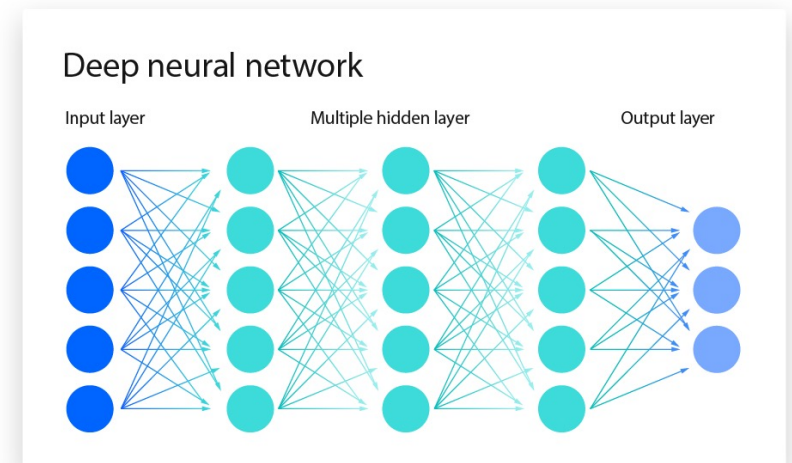 Deep neural network
Input layer
Multiple hidden layer
Output layer